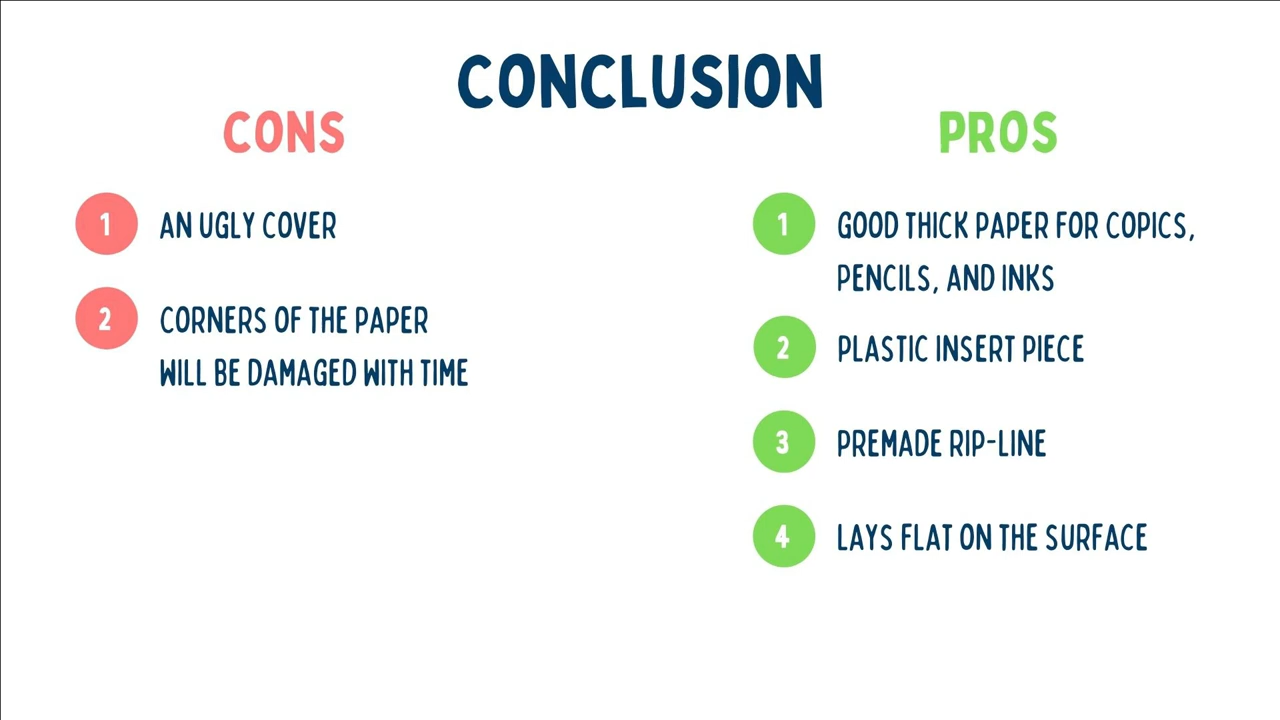 CONCLUSION
CONS
1 AN UGLY COVER
2 CORNERS OF THE PAPER
WILL BE DAMAGED WITH TIME
PROS
1 GOOD THICK PAPER FOR COPICS,
PENCILS, AND INKS
2 PLASTIC INSERT PIECE
3 PREMADE RIP-LINE
4 LAYS FLAT ON THE SURFACE